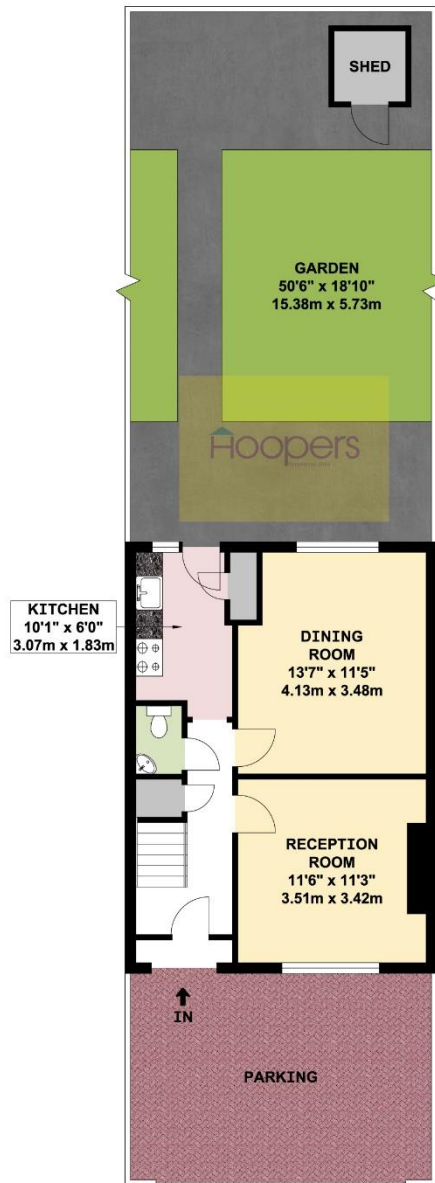 SHED
GARDEN
50'6" x 18'10"
15.38m x 5.73m
Hoopers
KITCHEN
10'1" x 6'0"
3.07m x 1.83m
DINING
ROOM
13'7" x 11'5"
4.13m x 3.48m
RECEPTION
ROOM
11'6" x 11'3"
3.51m x 3.42m
IN
PARKING